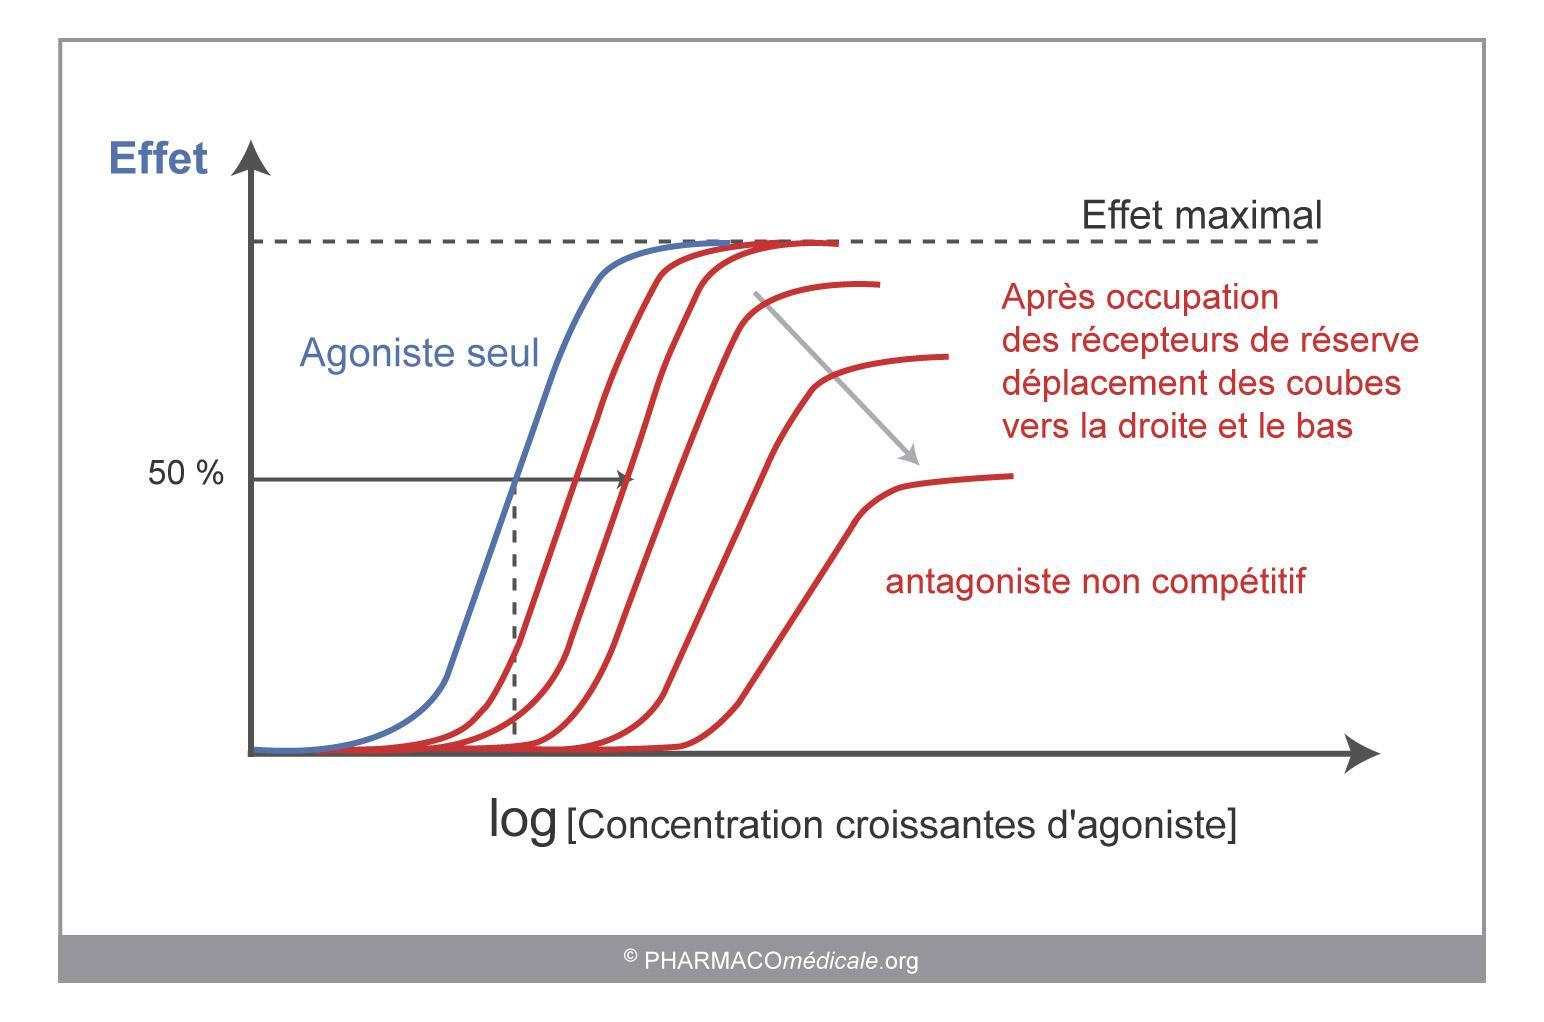 Effet
Effet maximal
Après occupation
des récepteurs de réserve
déplacement des coubes
vers la droite et le bas
Agoniste seul
50 %
antagoniste non compétitif
log [Concentration croissantes d'agoniste]
© PHARMACOmédicale.org